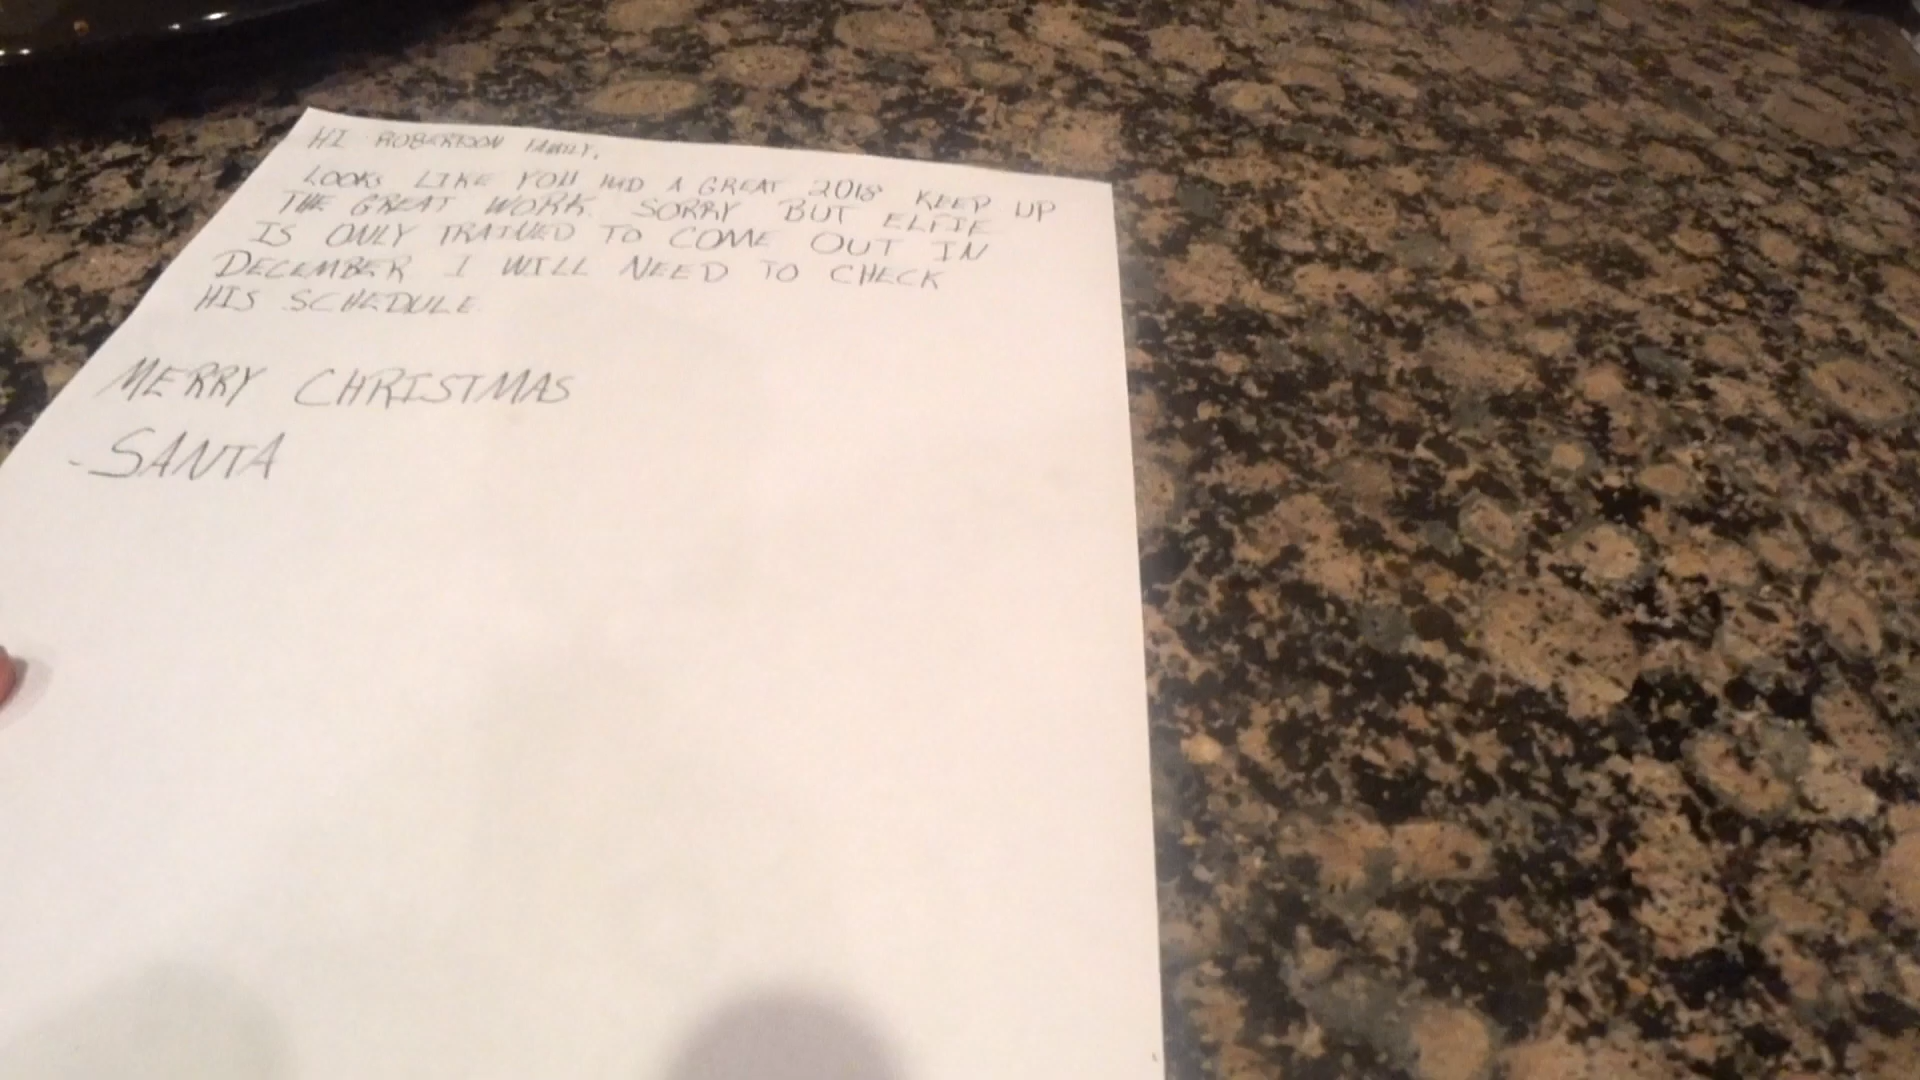 HI ROBERTSON FAMILY,
LOOKS LIKE YOU HAD A GREAT 2018 KEEP UP
THE GREAT WORK. SORRY BUT ELFIE
IS ONLY TRAINED TO COME OUT IN
DECEMBER I WILL NEED TO CHECK
HIS SCHEDULE.
MERRY CHRISTMAS
-SANTA